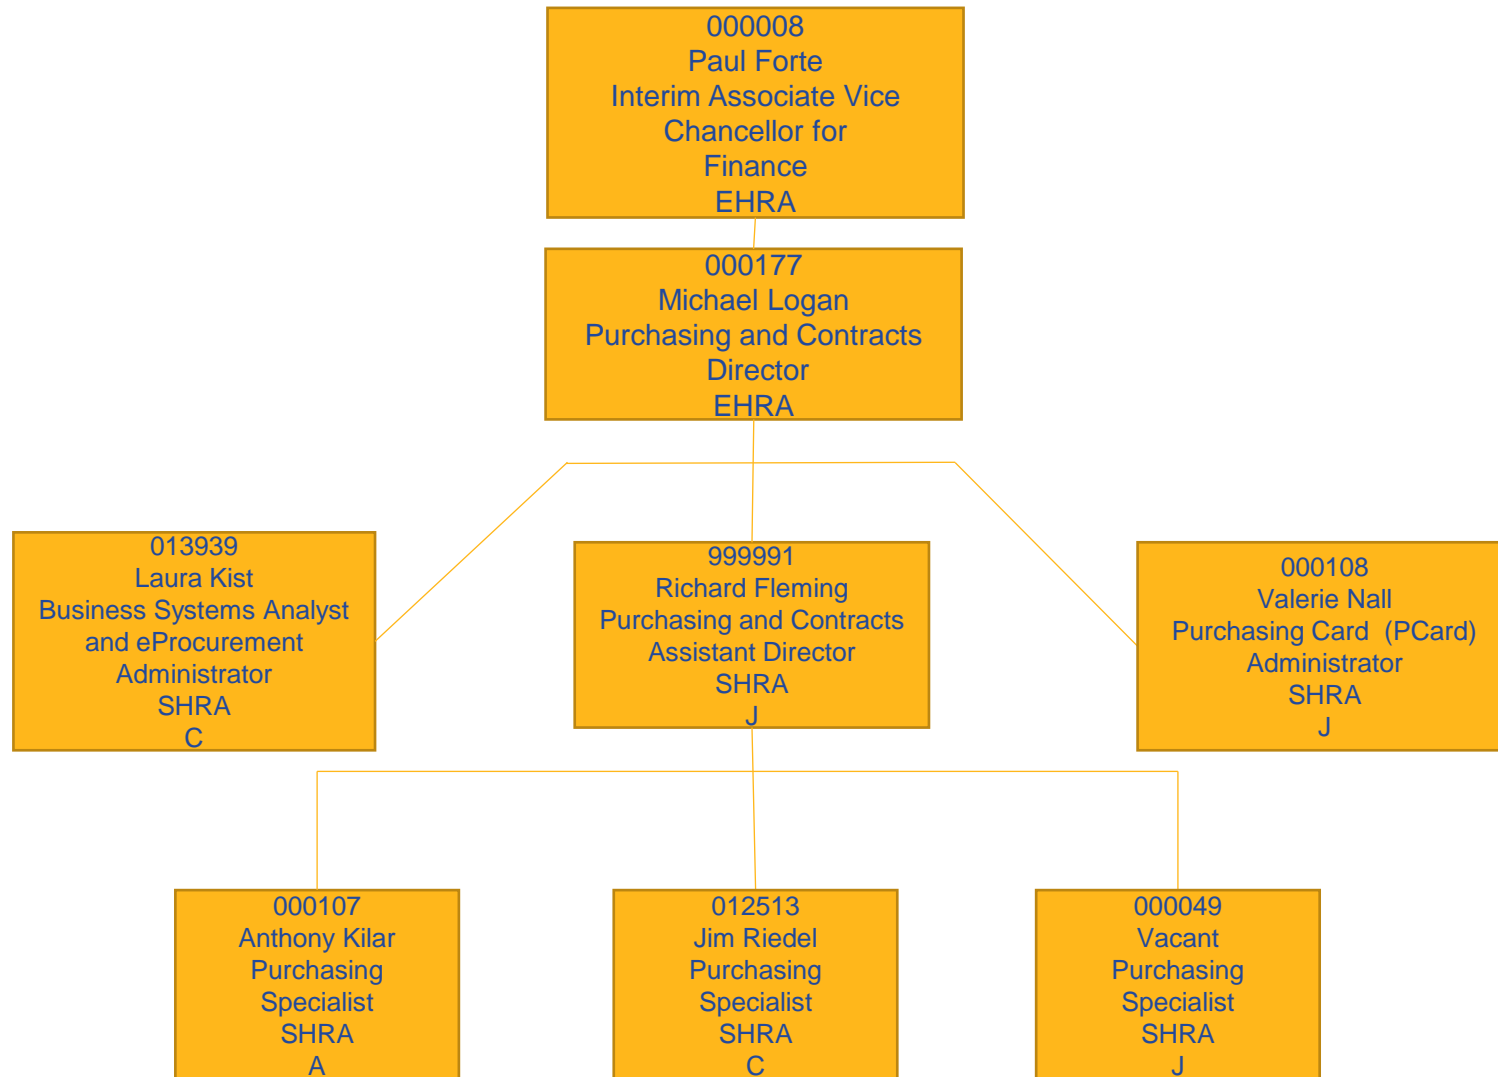 000008
Paul Forte
Interim Associate Vice
Chancellor for
Finance
EHRA
000177
Michael Logan
Purchasing and Contracts
Director
EHRA
013939
Laura Kist
Business Systems Analyst
and eProcurement
Administrator
SHRA
C
999991
Richard Fleming
Purchasing and Contracts
Assistant Director
SHRA
J
000108
Valerie Nall
Purchasing Card  (PCard)
Administrator
SHRA
J
000107
Anthony Kilar
Purchasing
Specialist
SHRA
A
012513
Jim Riedel
Purchasing
Specialist
SHRA
C
000049
Vacant
Purchasing
Specialist
SHRA
J